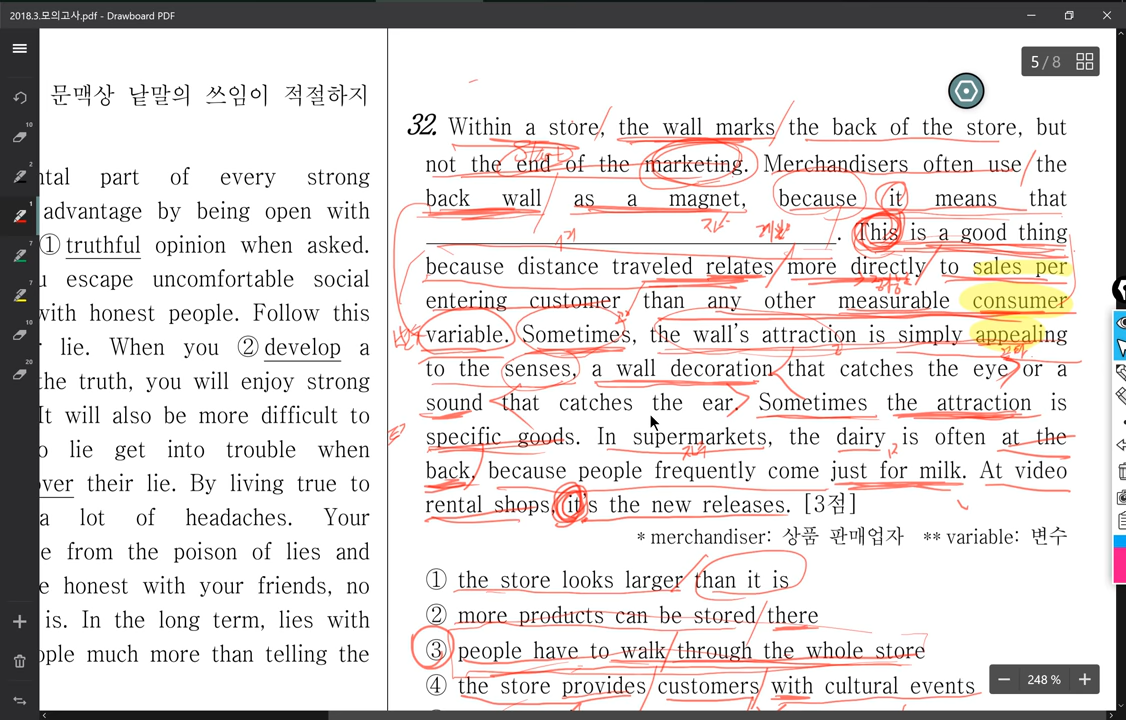 2018.3.모의고사.pdf - Drawboard PDF
5 / 8
문맥상 낱말의 쓰임이 적절하지
ntal part of every strong
advantage by being open with
① truthful opinion when asked.
u escape uncomfortable social
with honest people. Follow this
lie. When you ② develop a
the truth, you will enjoy strong
It will also be more difficult to
o lie get into trouble when
over their lie. By living true to
a lot of headaches. Your
e from the poison of lies and
e honest with your friends, no
is. In the long term, lies with
ople much more than telling the
32. Within a store, the wall marks the back of the store, but
not the end of the marketing. Merchandisers often use the
back wall as a magnet, because it means that
. This is a good thing
because distance traveled relates more directly to sales per
entering customer than any other measurable consumer
variable. Sometimes, the wall's attraction is simply appealing
to the senses, a wall decoration that catches the eye or a
sound that catches the ear. Sometimes the attraction is
specific goods. In supermarkets, the dairy is often at the
back, because people frequently come just for milk. At video
rental shops, it's the new releases. [3점]
* merchandiser: 상품 판매업자 ** variable: 변수
① the store looks larger than it is
② more products can be stored there
③ people have to walk through the whole store
④ the store provides customers with cultural events
248 %